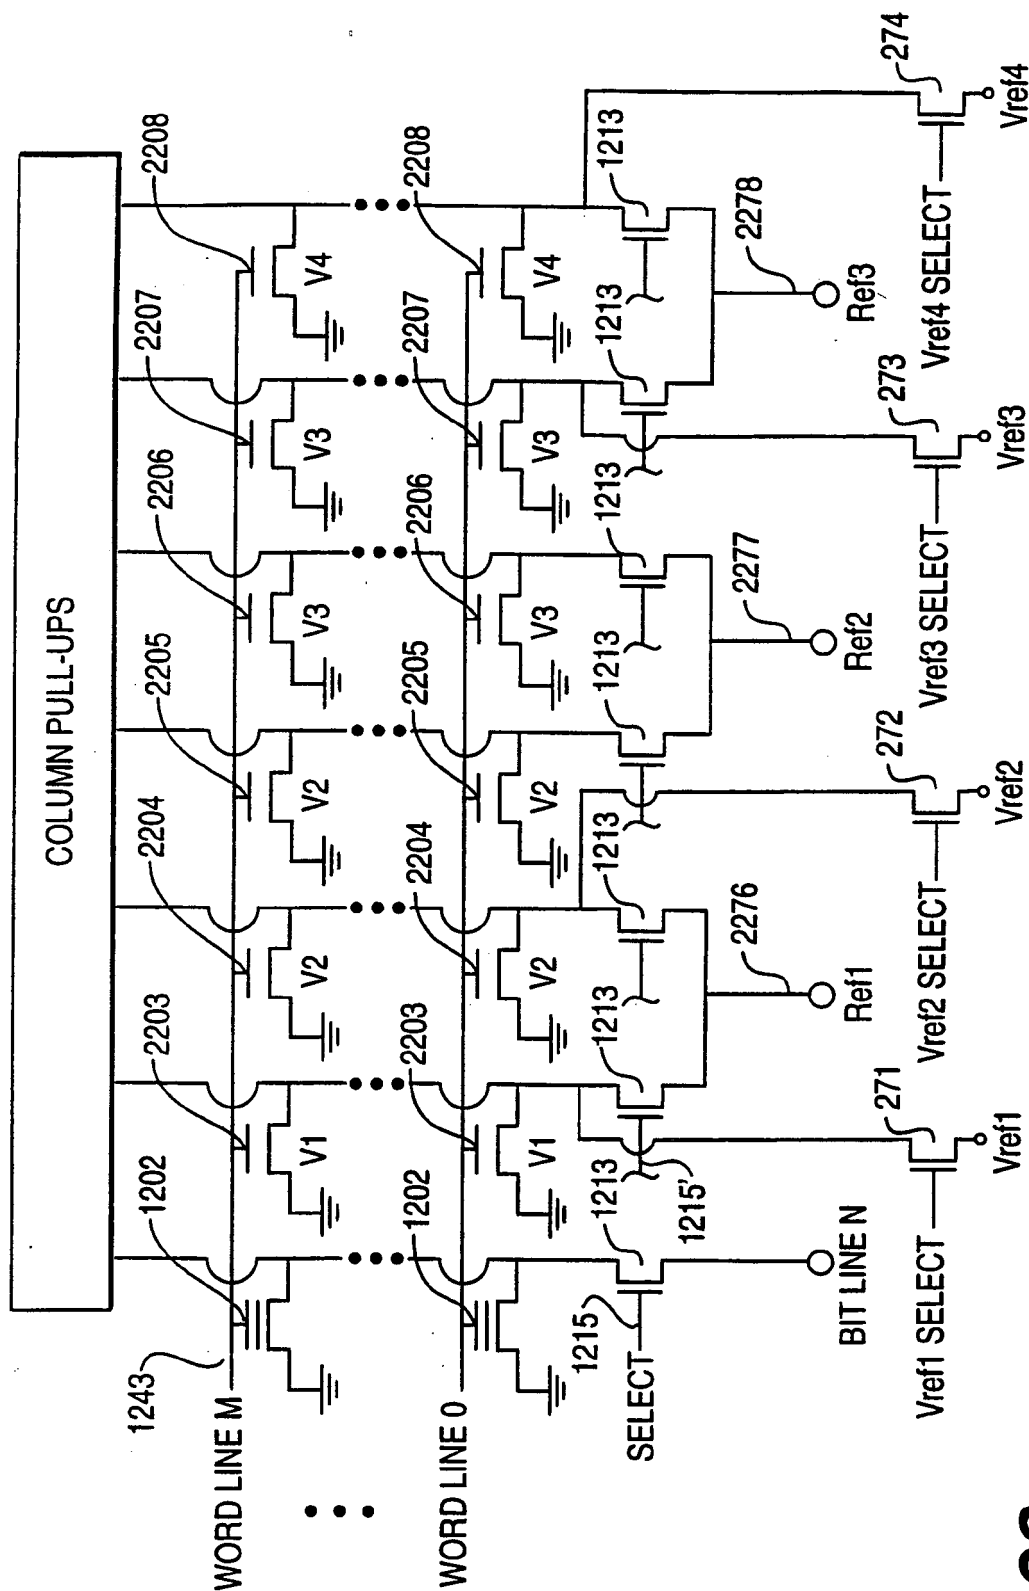 COLUMN PULL-UPS
1243
1202
2203
2204
2205
2206
2207
2208
WORD LINE M
V1
V2
V2
V3
V3
V4
1202
2203
2204
2205
2206
2207
2208
WORD LINE 0
V1
V2
V2
V3
V3
V4
SELECT
1215
1213
1215'
1213
1213
1213
1213
1213
1213
BIT LINE N
Ref1
2276
Ref2
2277
Ref3
2278
Vref1 SELECT
271
Vref1
Vref2 SELECT
272
Vref2
Vref3 SELECT
273
Vref3
Vref4 SELECT
274
Vref4